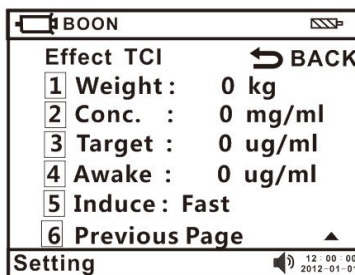 BOON
Effect TCI BACK
1 Weight: 0 kg
2 Conc. : 0 mg/ml
3 Target : 0 ug/ml
4 Awake : 0 ug/ml
5 Induce: Fast
6 Previous Page
Setting 12:00:00
2012-01-01